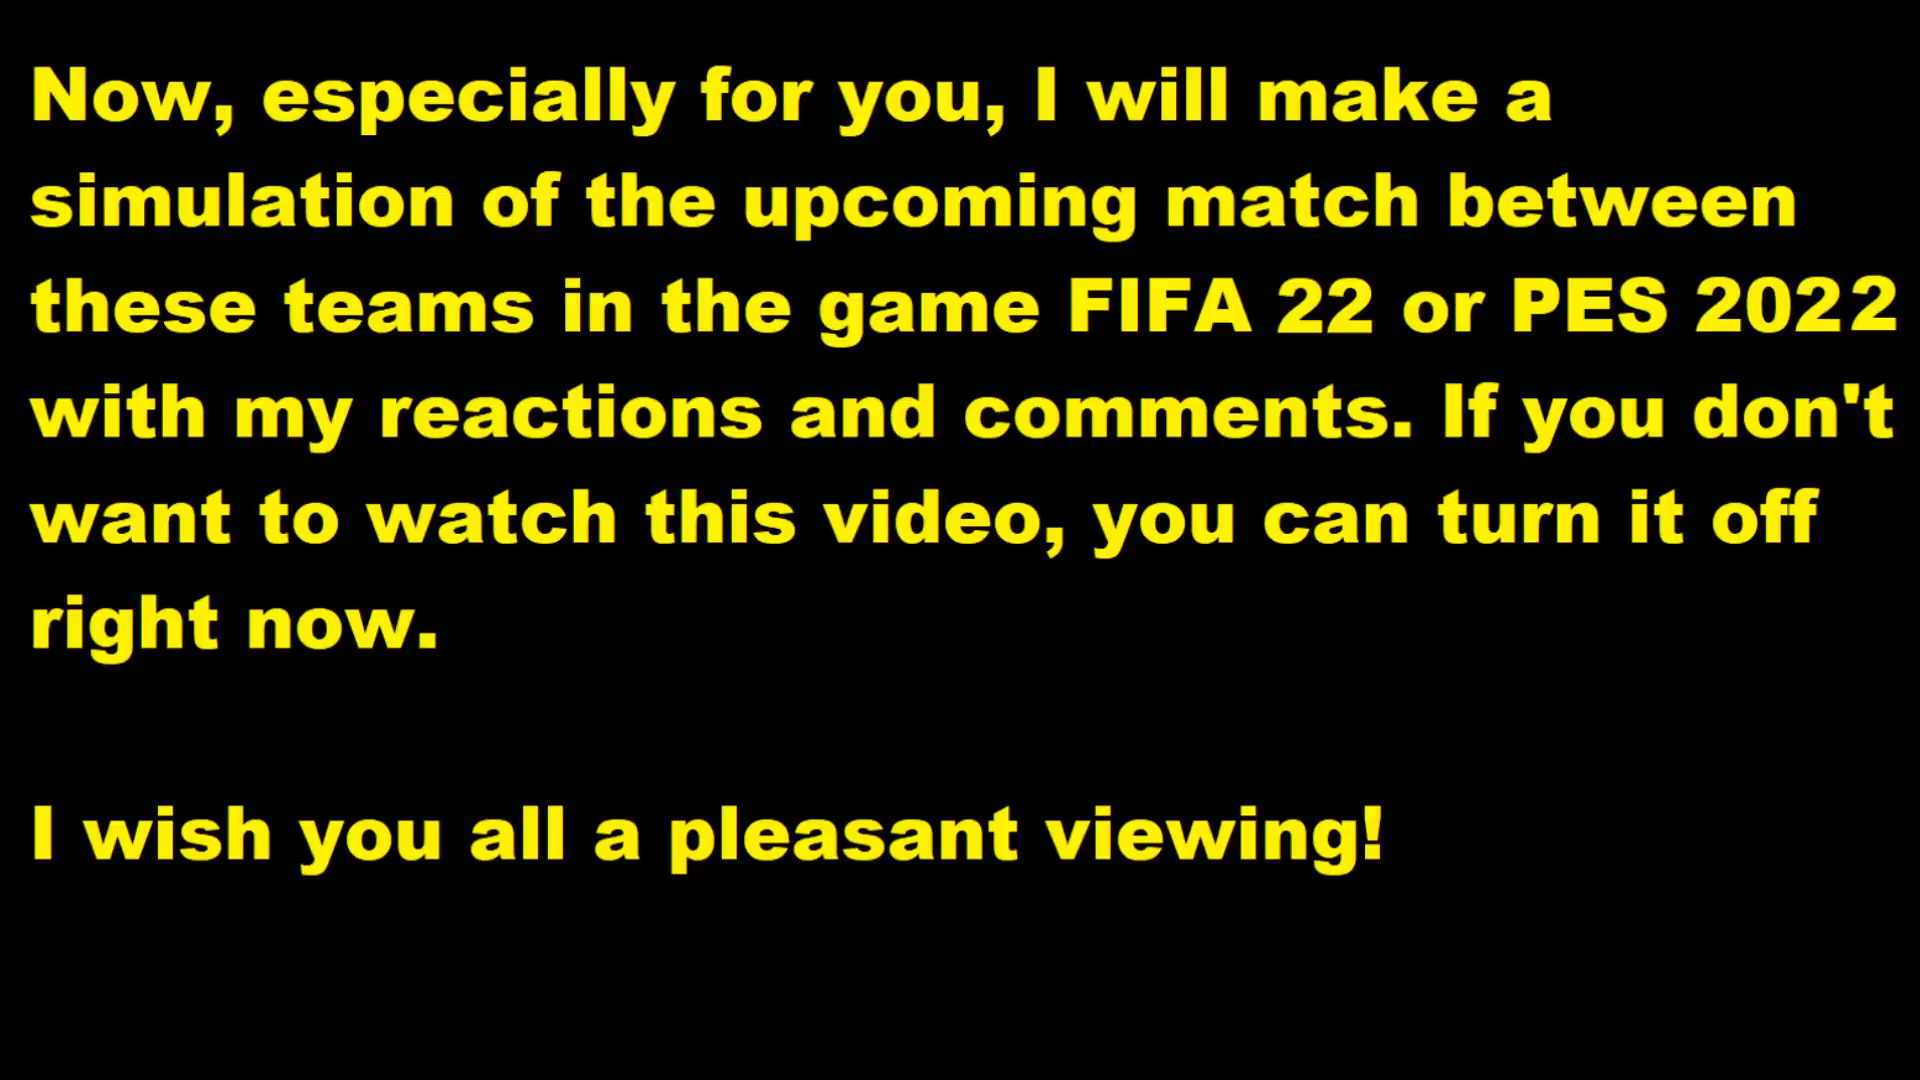 Now, especially for you, I will make a
simulation of the upcoming match between
these teams in the game FIFA 22 or PES 2022
with my reactions and comments. If you don't
want to watch this video, you can turn it off
right now.
I wish you all a pleasant viewing!